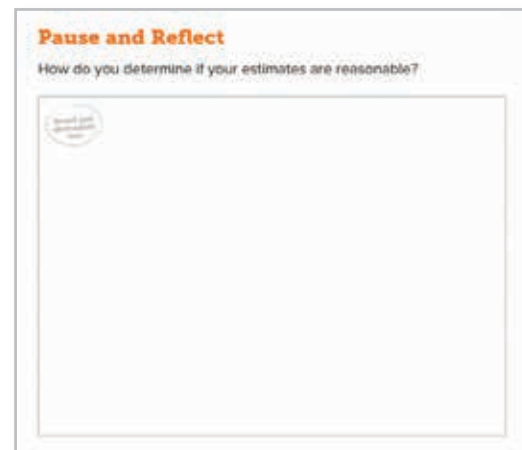 Pause and Reflect
How do you determine if your estimates are reasonable?